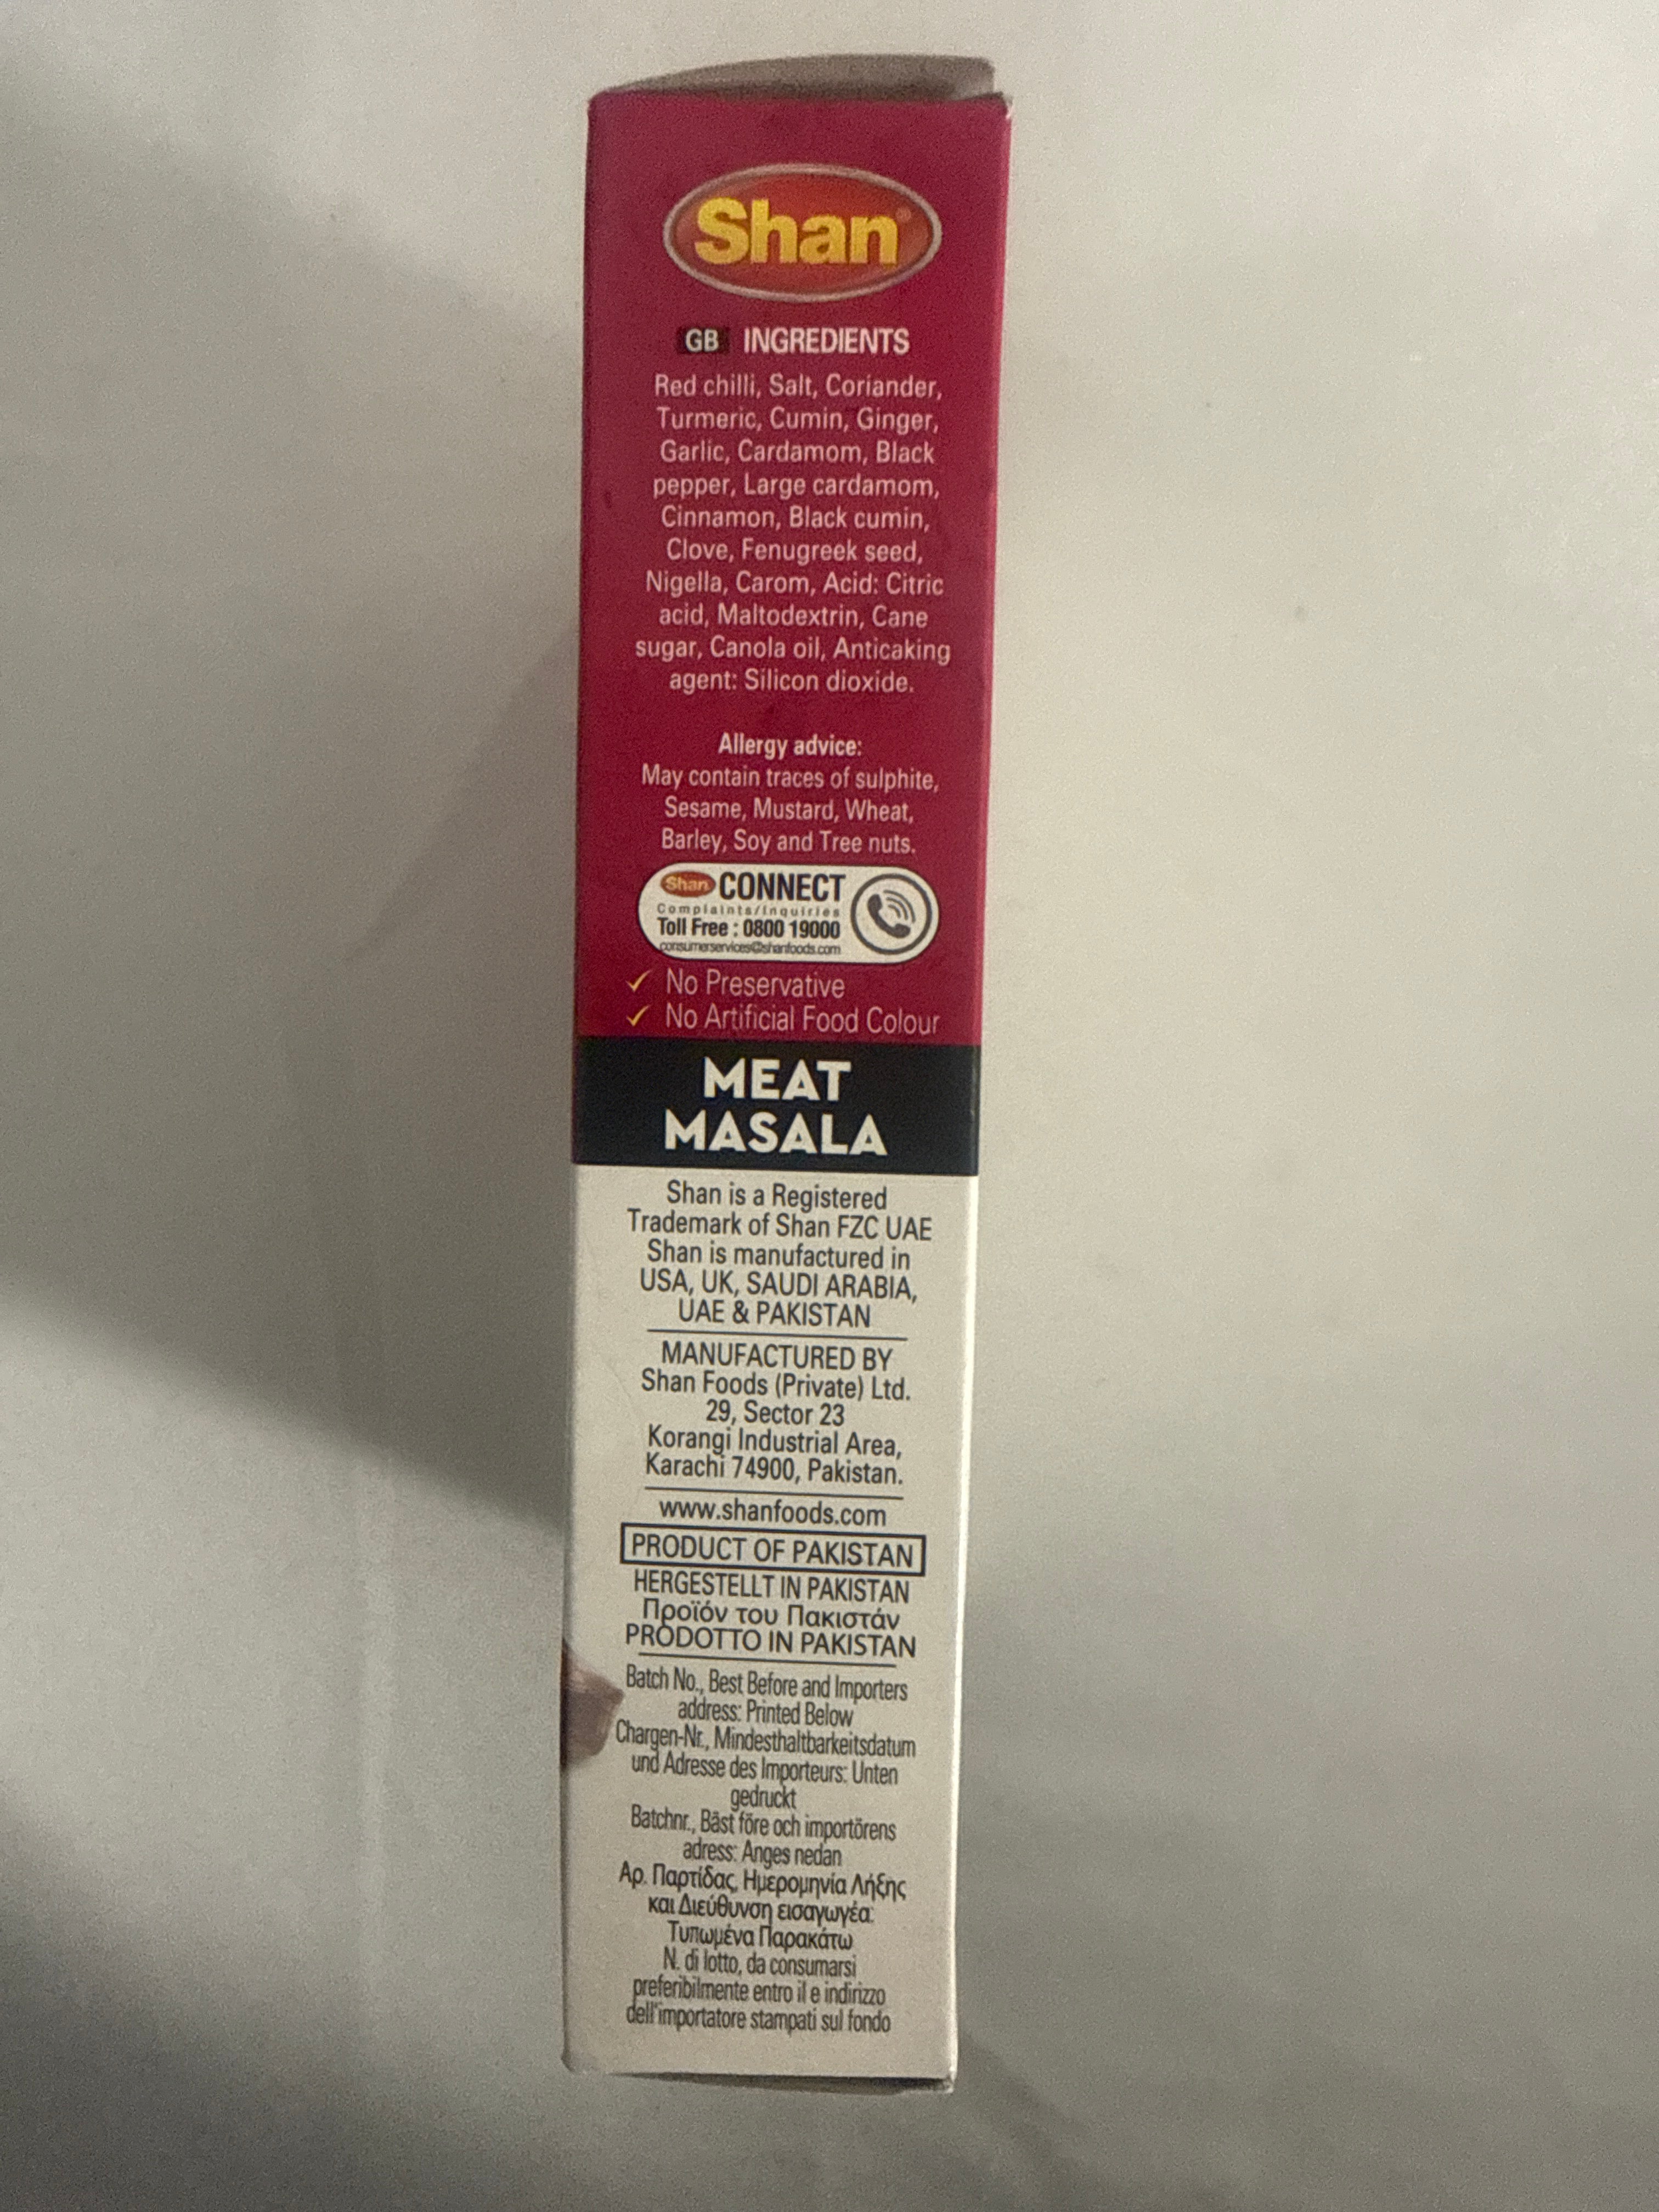 Shan®
GB INGREDIENTS
Red chilli, Salt, Coriander,
Turmeric, Cumin, Ginger,
Garlic, Cardamom, Black
pepper, Large cardamom,
Cinnamon, Black cumin,
Clove, Fenugreek seed,
Nigella, Carom, Acid: Citric
acid, Maltodextrin, Cane
sugar, Canola oil, Anticaking
agent: Silicon dioxide.
Allergy advice:
May contain traces of sulphite,
Sesame, Mustard, Wheat,
Barley, Soy and Tree nuts.
Shan CONNECT
Complaints/Inquiries
Toll Free : 0800 19000
consumerservices@shanfoods.com
✓ No Preservative
✓ No Artificial Food Colour
MEAT
MASALA
Shan is a Registered
Trademark of Shan FZC UAE
Shan is manufactured in
USA, UK, SAUDI ARABIA,
UAE & PAKISTAN
MANUFACTURED BY
Shan Foods (Private) Ltd.
29, Sector 23
Korangi Industrial Area,
Karachi 74900, Pakistan.
www.shanfoods.com
PRODUCT OF PAKISTAN
HERGESTELLT IN PAKISTAN
Προϊόν του Πακιστάν
PRODOTTO IN PAKISTAN
Batch No., Best Before and Importers
address: Printed Below
Chargen-Nr., Mindesthaltbarkeitsdatum
und Adresse des Importeurs: Unten
gedruckt
Batchnr., Bäst före och importörens
adress: Anges nedan
Αρ. Παρτίδας, Ημερομηνία Λήξης
και Διεύθυνση εισαγωγέα:
Τυπωμένα Παρακάτω
N. di lotto, da consumarsi
preferibilmente entro il e indirizzo
dell'importatore stampati sul fondo